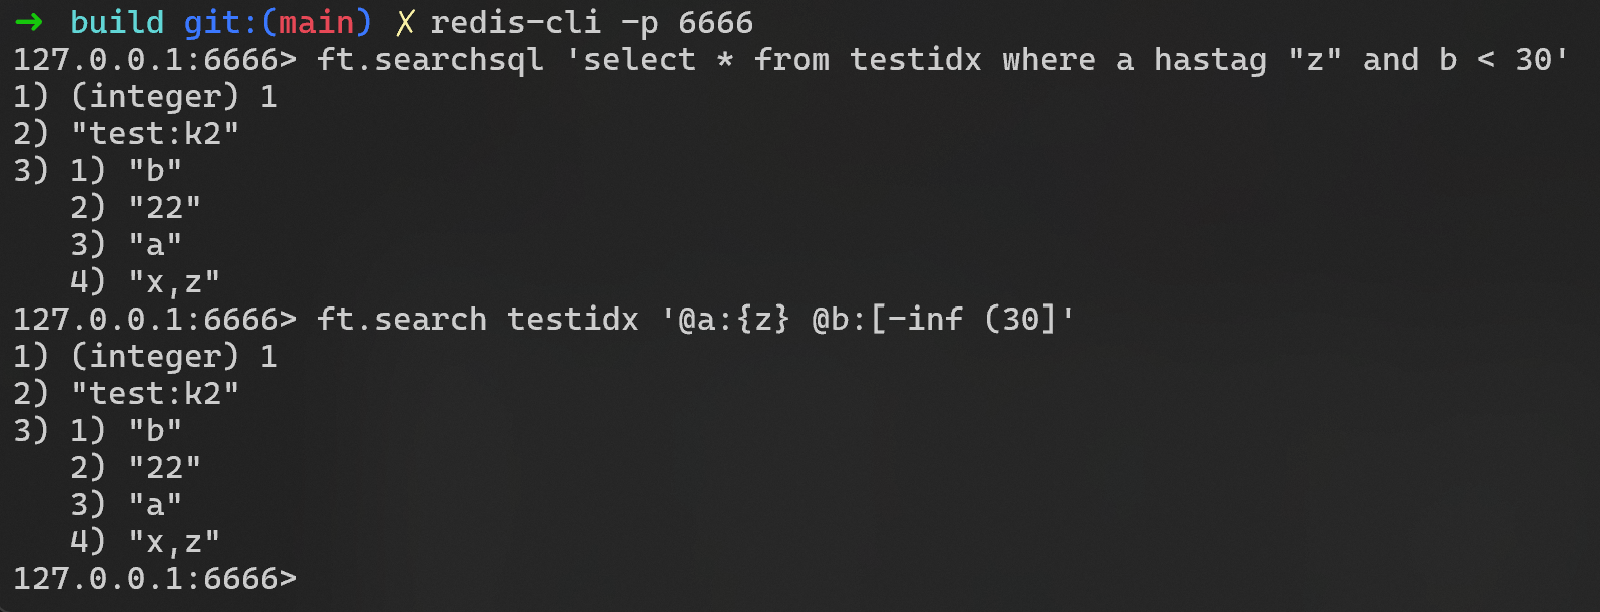 ➜ build git:(main) ✗ redis-cli -p 6666
127.0.0.1:6666> ft.searchsql 'select * from testidx where a hastag "z" and b < 30'
1) (integer) 1
2) "test:k2"
3) 1) "b"
   2) "22"
   3) "a"
   4) "x,z"
127.0.0.1:6666> ft.search testidx '@a:{z} @b:[-inf (30]'
1) (integer) 1
2) "test:k2"
3) 1) "b"
   2) "22"
   3) "a"
   4) "x,z"
127.0.0.1:6666>